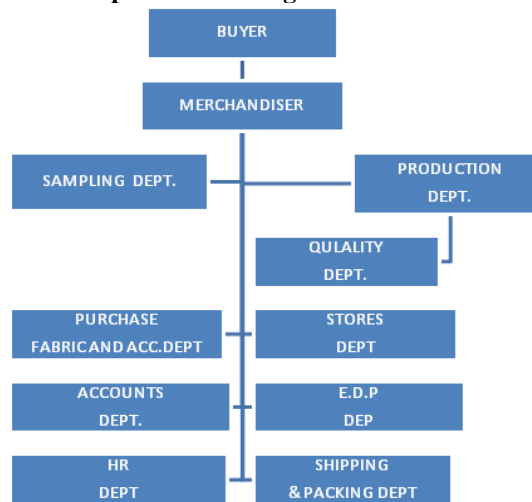 BUYER
MERCHANDISER
SAMPLING DEPT.
PRODUCTION
DEPT.
QULALITY
DEPT.
PURCHASE
FABRIC AND ACC.DEPT
STORES
DEPT
ACCOUNTS
DEPT.
E.D.P
DEP
HR
DEPT
SHIPPING
& PACKING DEPT